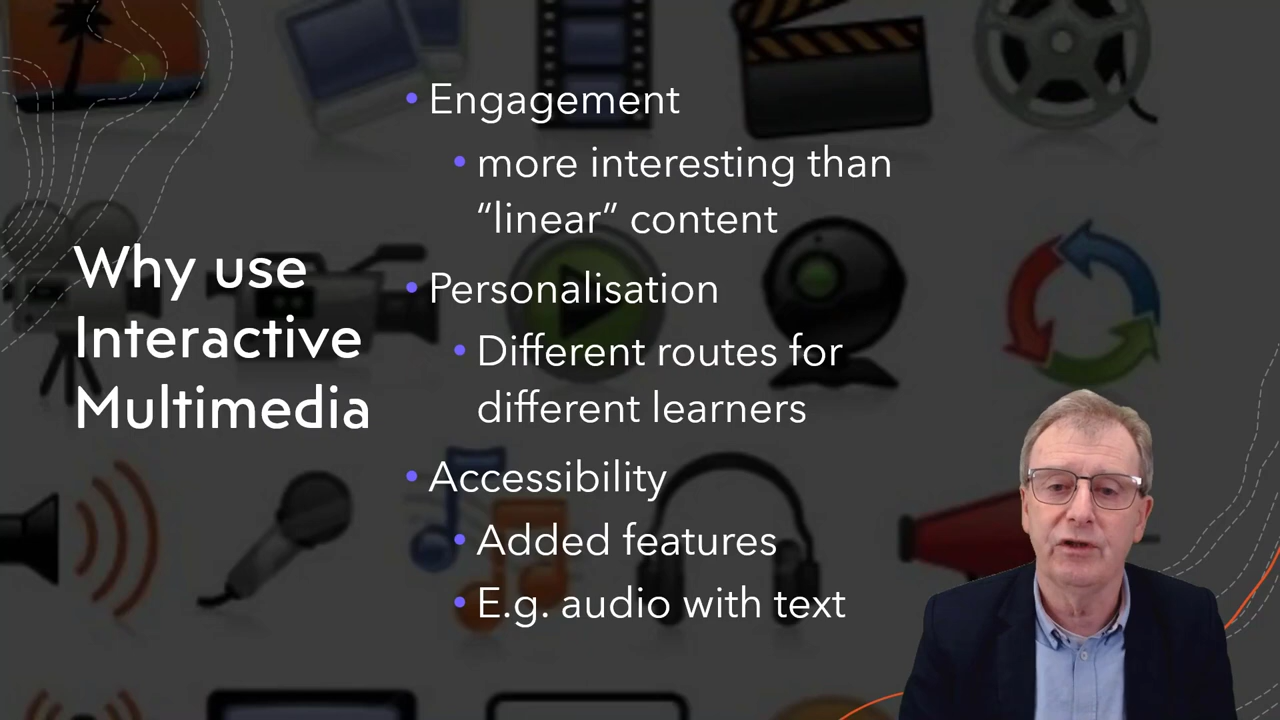 Why use
Interactive
Multimedia
• Engagement
• more interesting than
“linear” content
• Personalisation
• Different routes for
different learners
• Accessibility
• Added features
• E.g. audio with text